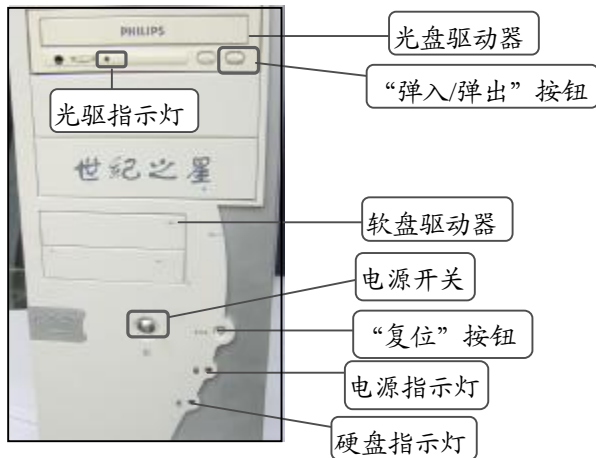 PHILIPS
光盘驱动器
“弹入/弹出”按钮
光驱指示灯
世纪之星
软盘驱动器
电源开关
“复位”按钮
电源指示灯
硬盘指示灯